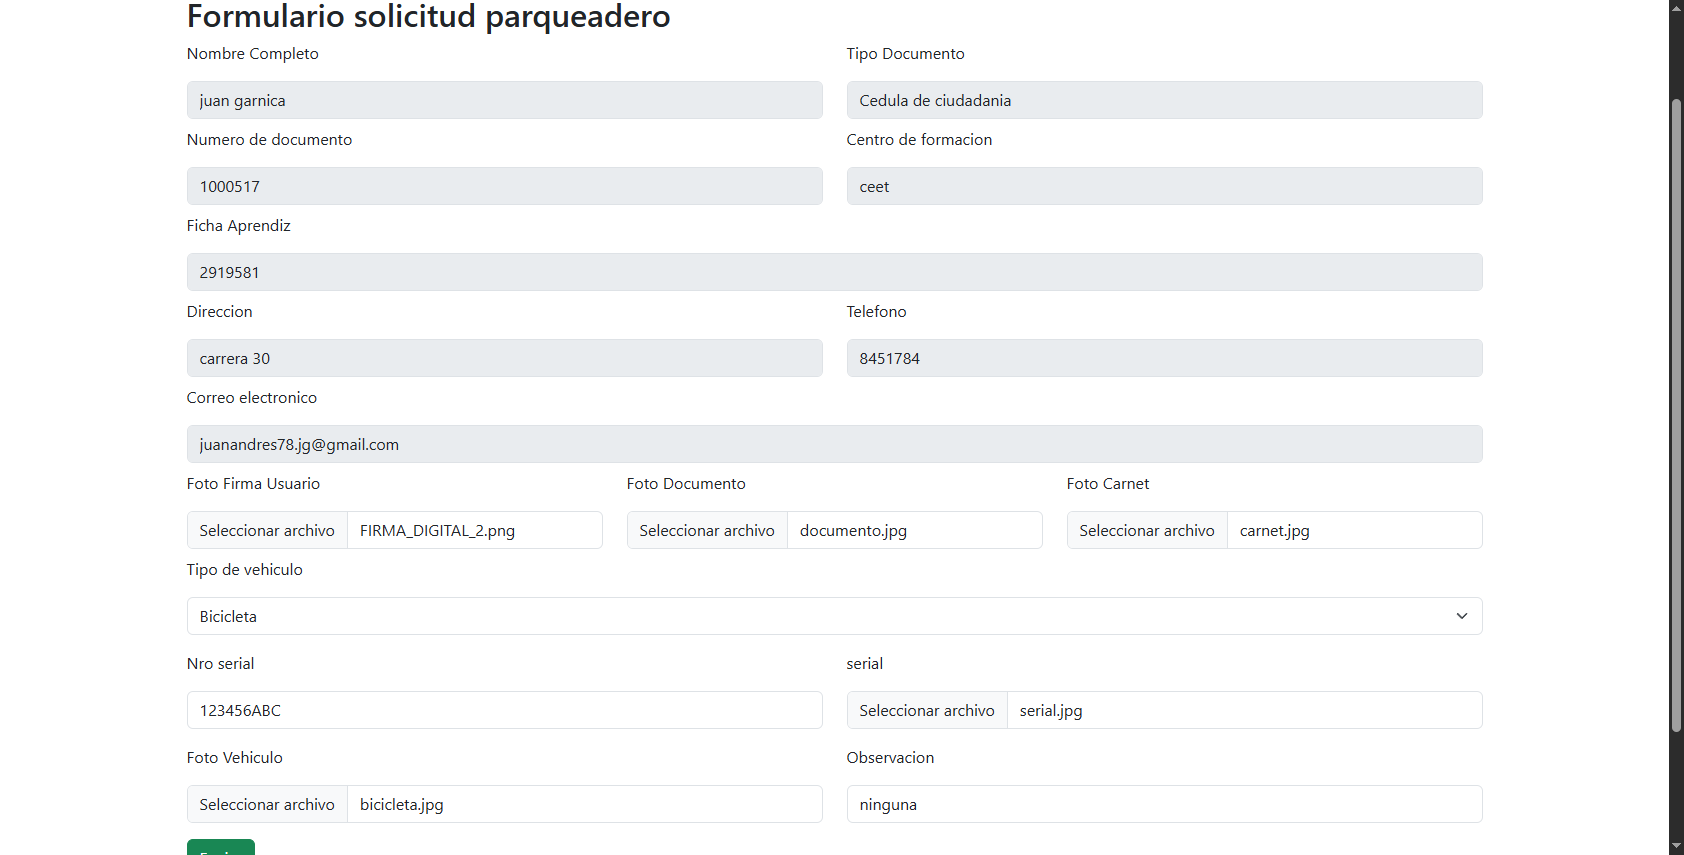 Formulario solicitud parqueadero
Nombre Completo
Tipo Documento
juan garnica
Cedula de ciudadania
Numero de documento
Centro de formacion
1000517
ceet
Ficha Aprendiz
2919581
Direccion
Telefono
carrera 30
8451784
Correo electronico
juanandres78.jg@gmail.com
Foto Firma Usuario
Foto Documento
Foto Carnet
Seleccionar archivo FIRMA_DIGITAL_2.png
Seleccionar archivo documento.jpg
Seleccionar archivo carnet.jpg
Tipo de vehiculo
Bicicleta
Nro serial
serial
123456ABC
Seleccionar archivo serial.jpg
Foto Vehiculo
Observacion
Seleccionar archivo bicicleta.jpg
ninguna